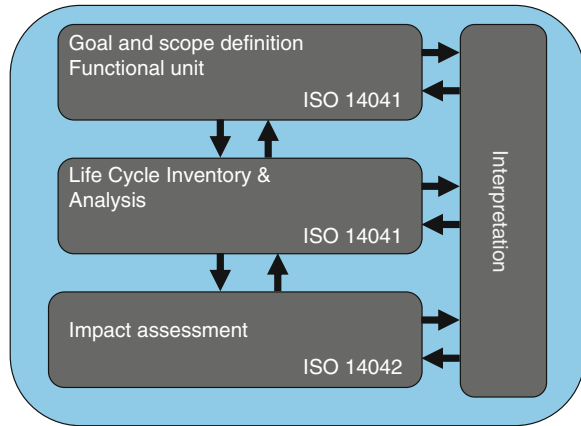 Goal and scope definition
Functional unit
ISO 14041
Life Cycle Inventory &
Analysis
ISO 14041
Impact assessment
ISO 14042
Interpretation